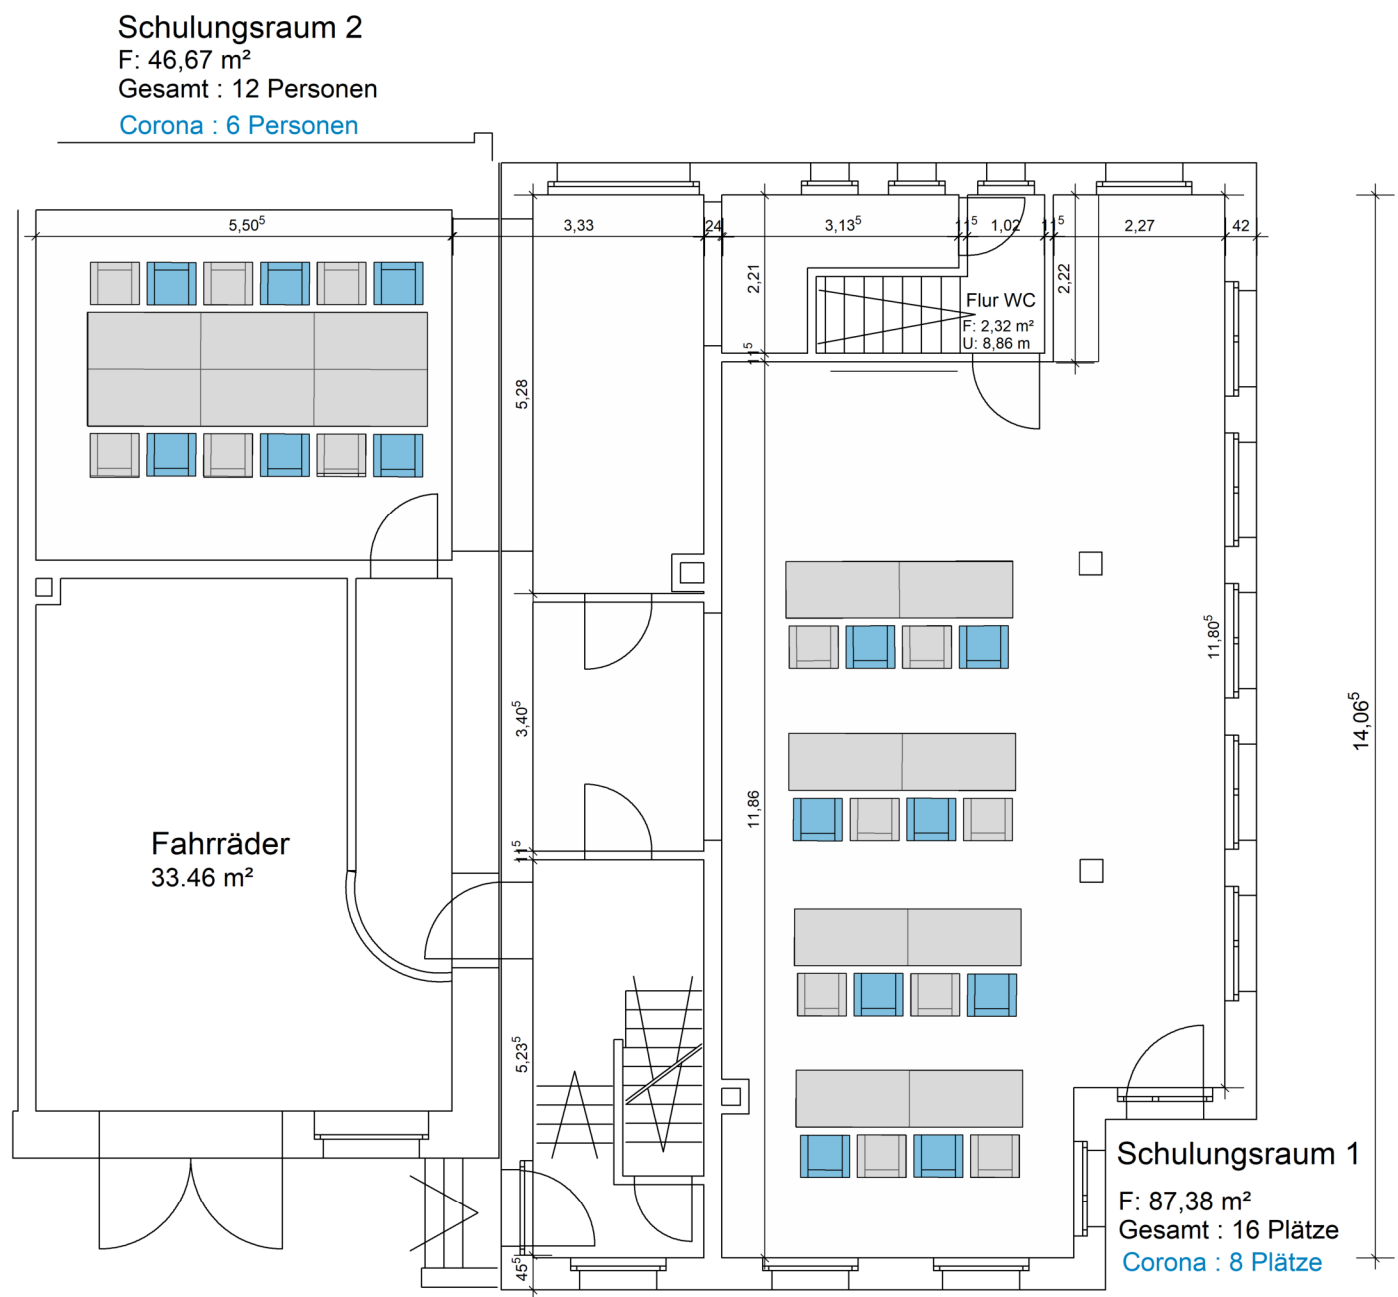 Schulungsraum 2
F: 46,67 m²
Gesamt : 12 Personen
Corona : 6 Personen
5,50⁵
3,33
24
3,13⁵
11⁵
1,02
11⁵
2,27
42
2,21
2,22
Flur WC
F: 2,32 m²
U: 8,86 m
11⁵
5,28
11,80⁵
14,06⁵
3,40⁵
11,86
Fahrräder
33.46 m²
11⁵
5,23⁵
Schulungsraum 1
F: 87,38 m²
Gesamt : 16 Plätze
Corona : 8 Plätze
45⁵